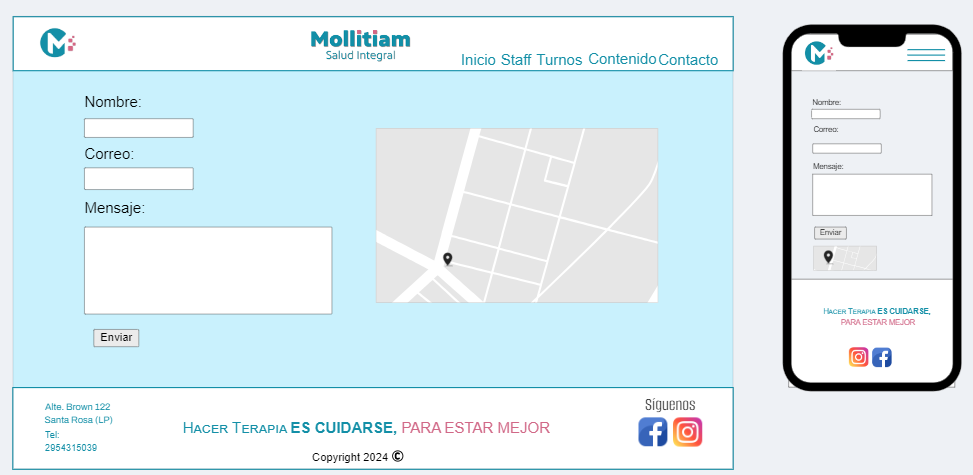 Mollitiam
Salud Integral
Inicio Staff Turnos Contenido Contacto
Nombre:
Correo:
Mensaje:
Enviar
Alte. Brown 122
Santa Rosa (LP)
Tel:
2954315039
Hacer Terapia ES CUIDARSE, PARA ESTAR MEJOR
Copyright 2024 ©
Síguenos
Nombre:
Correo:
Mensaje:
Enviar
Hacer Terapia ES CUIDARSE,
PARA ESTAR MEJOR